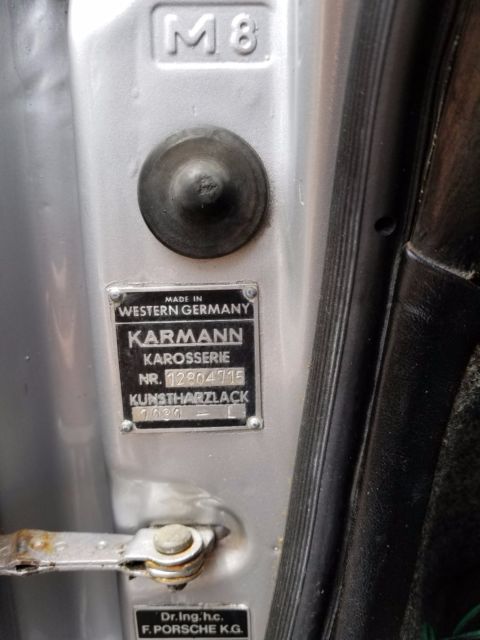 M8
MADE IN
WESTERN GERMANY
KARMANN
KAROSSERIE
NR. 12804715
KUNSTHARZLACK
L
Dr.Ing.h.c.
F. PORSCHE K.G.